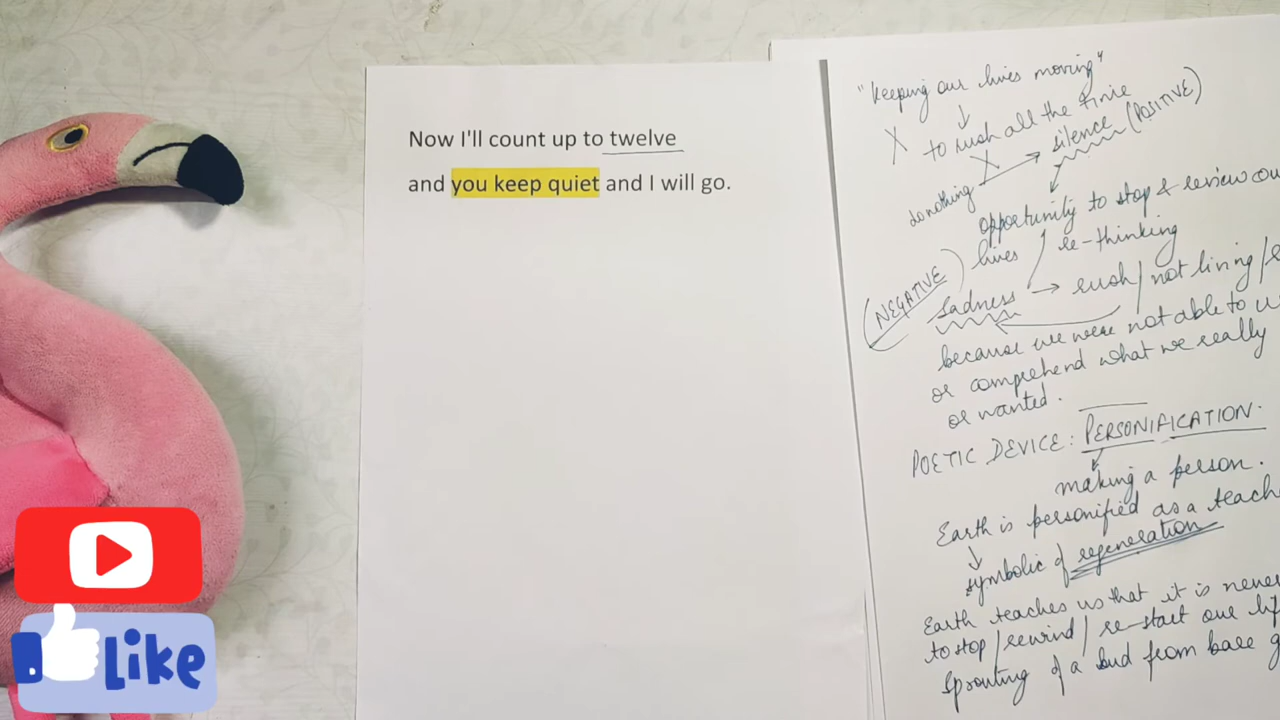 Now I'll count up to twelve
and you keep quiet and I will go.
"keeping our lives moving"
X to rush all the time
X
donothing → silence (POSITIVE)
opportunity to stop & review our
lives re-thinking
(NEGATIVE)
sadness → rush / not living /
because we were not able to
or comprehend what we really
or wanted.
POETIC DEVICE: PERSONIFICATION.
making a person.
Earth is personified as a
symbolic of regeneration
Earth teaches us that it is never
to stop / rewind / re-start our
Sprouting of a bud from bare
Like